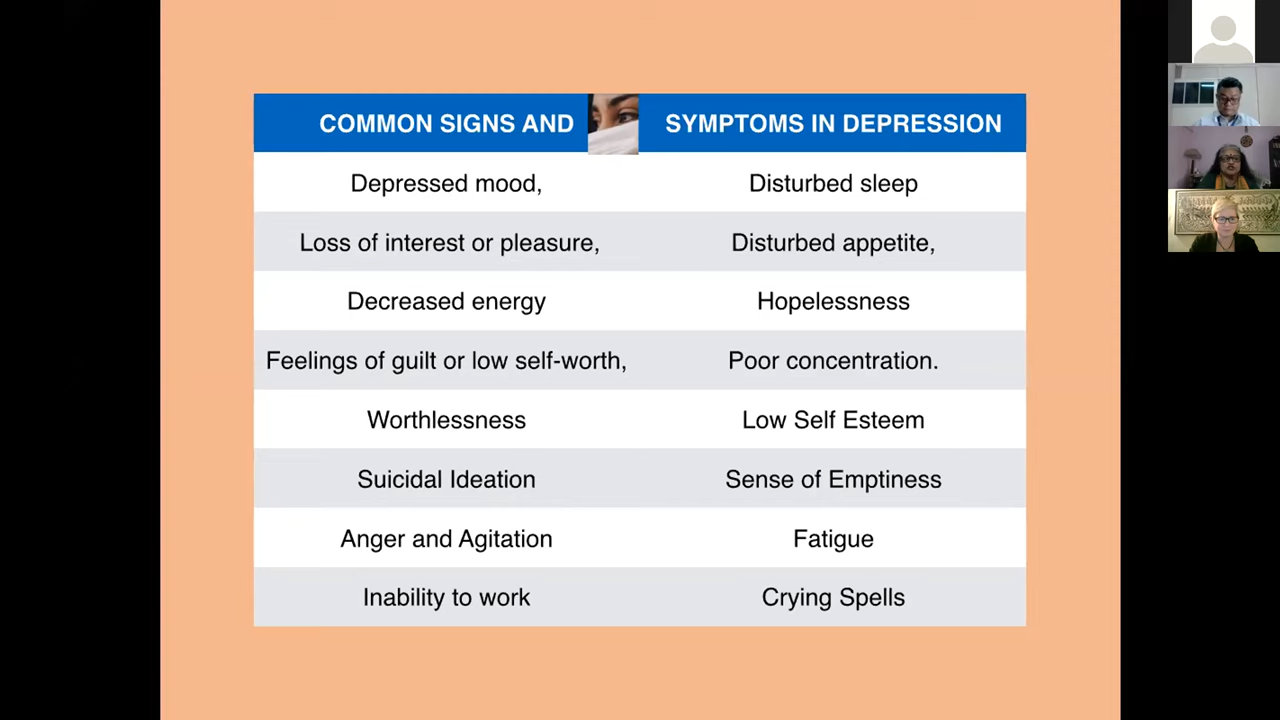 COMMON SIGNS AND SYMPTOMS IN DEPRESSION
Depressed mood, Disturbed sleep
Loss of interest or pleasure, Disturbed appetite,
Decreased energy Hopelessness
Feelings of guilt or low self-worth, Poor concentration.
Worthlessness Low Self Esteem
Suicidal Ideation Sense of Emptiness
Anger and Agitation Fatigue
Inability to work Crying Spells